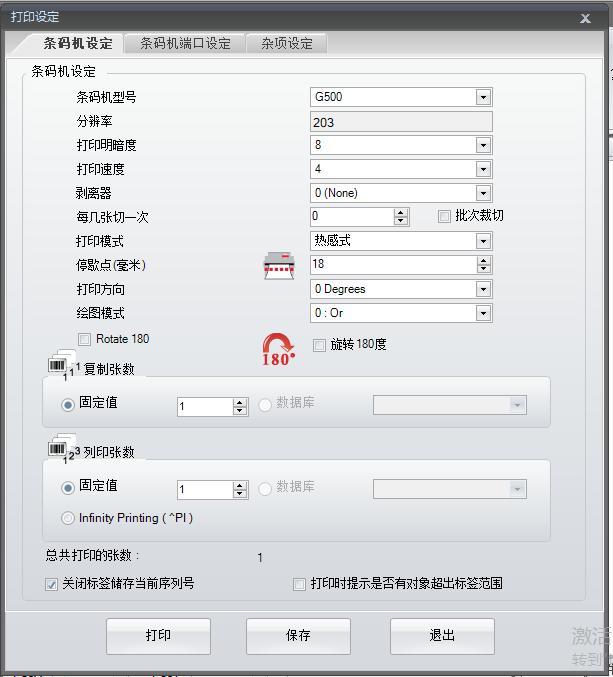 打印设定
条码机设定 条码机端口设定 杂项设定
条码机设定
条码机型号 G500
分辨率 203
打印明暗度 8
打印速度 4
剥离器 0 (None)
每几张切一次 0 批次裁切
打印模式 热感式
停歇点(毫米) 18
打印方向 0 Degrees
绘图模式 0 : Or
Rotate 180 180° 旋转180度
1 1 复制张数
固定值 1 数据库
1 2 3 列印张数
固定值 1 数据库
Infinity Printing ( ^PI )
总共打印的张数 : 1
关闭标签储存当前序列号 打印时提示是否有对象超出标签范围
打印 保存 退出
激活
转到